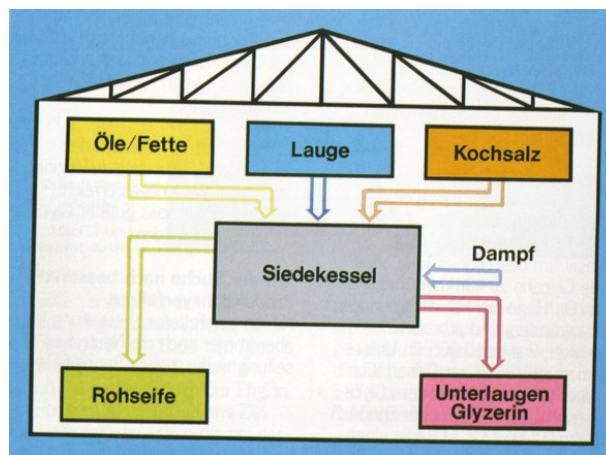 Öle/Fette
Lauge
Kochsalz
Siedekessel
Dampf
Rohseife
Unterlaugen
Glyzerin